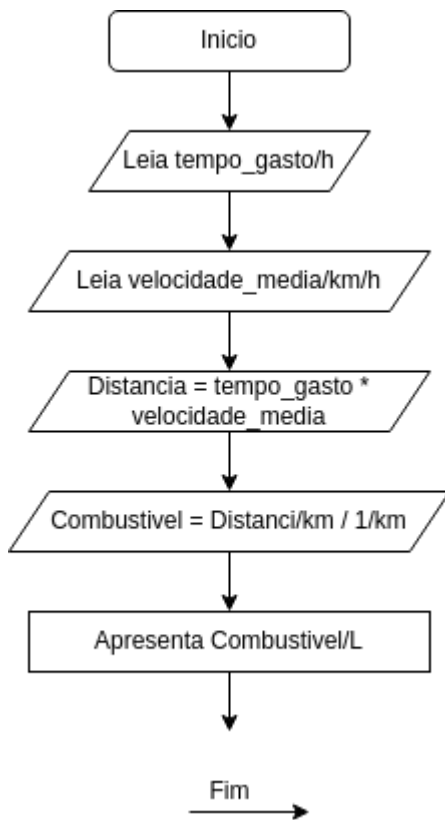 Inicio
Leia tempo_gasto/h
Leia velocidade_media/km/h
Distancia = tempo_gasto *
velocidade_media
Combustivel = Distanci/km / 1/km
Apresenta Combustivel/L
Fim